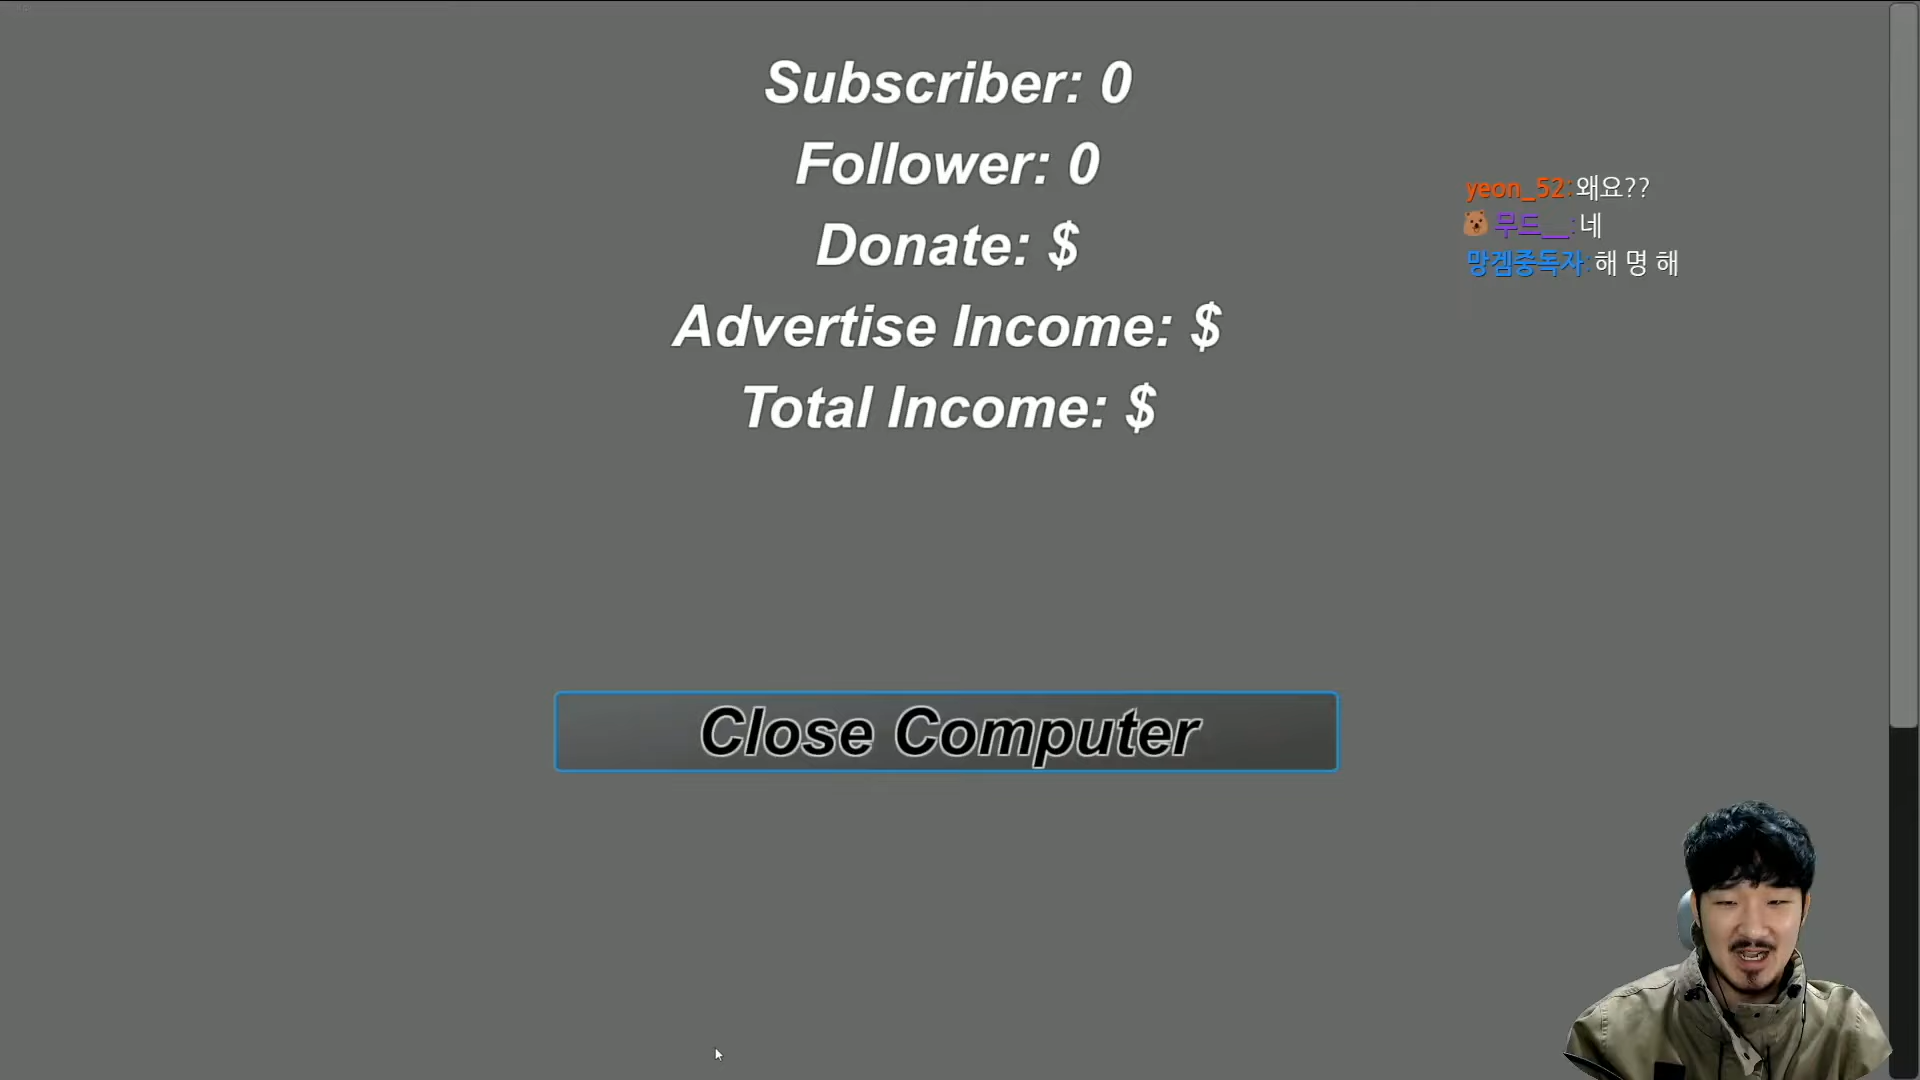 Subscriber: 0
Follower: 0
Donate: $
Advertise Income: $
Total Income: $
yeon_52: 왜요??
무드__: 네
망겜중독자: 해 명 해
Close Computer